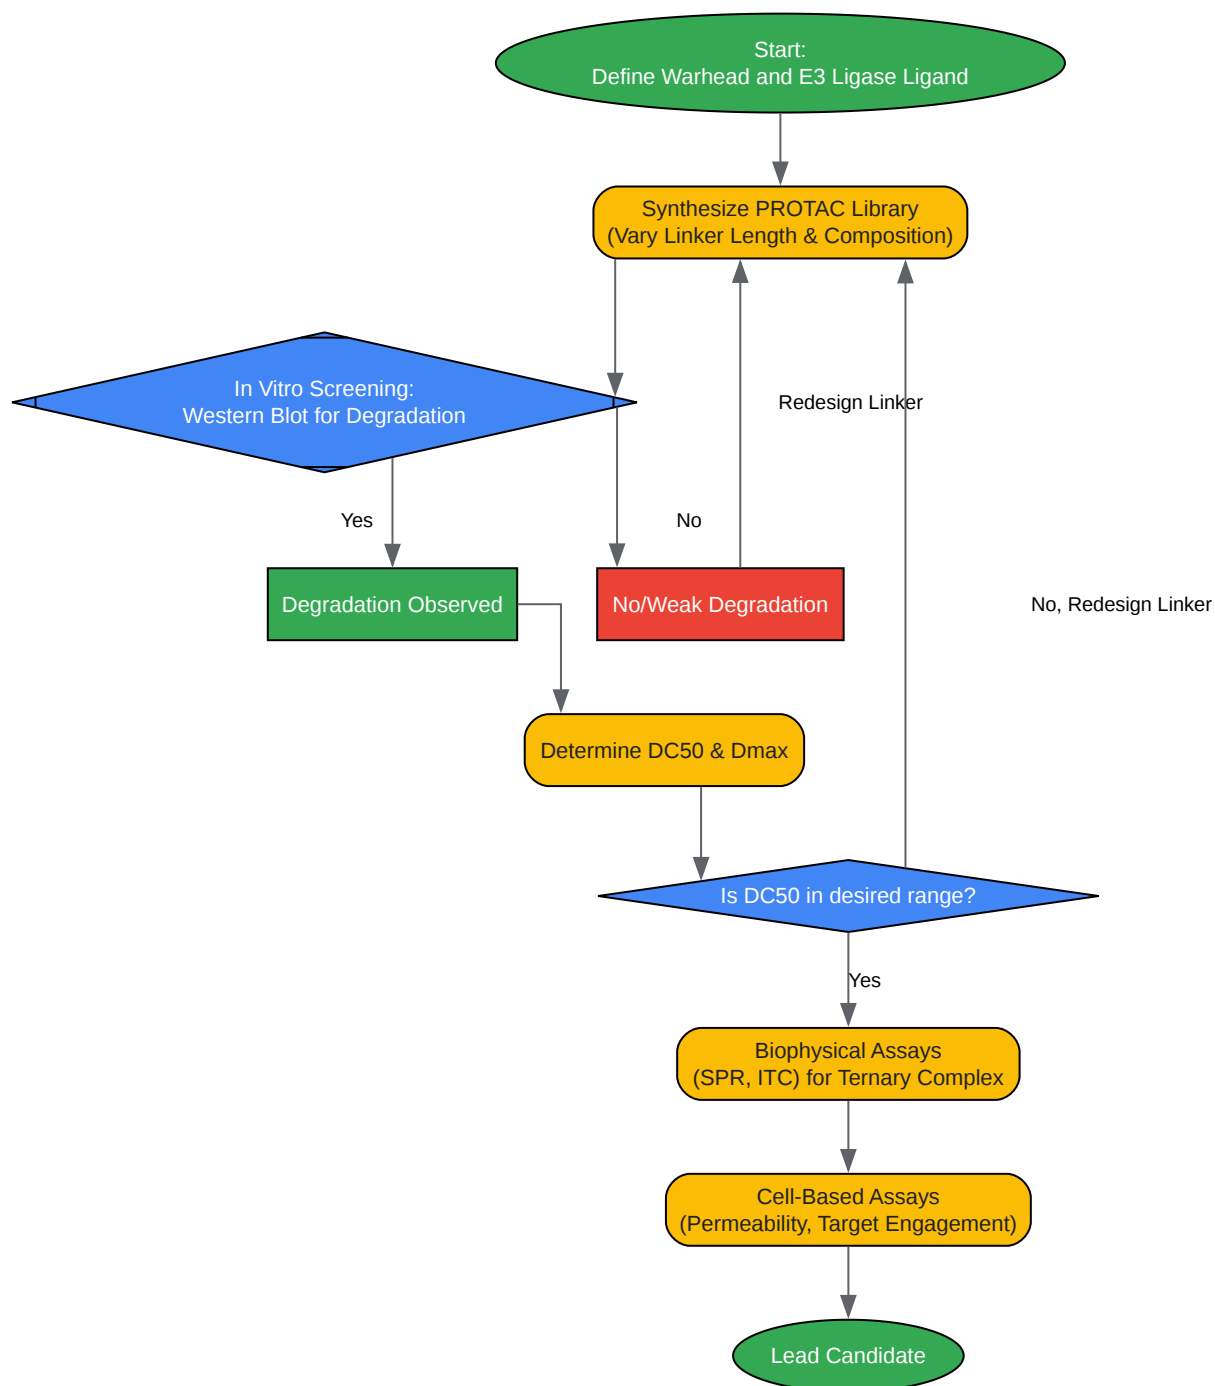 Start:
Define Warhead and E3 Ligase Ligand
Synthesize PROTAC Library
(Vary Linker Length & Composition)
In Vitro Screening:
Western Blot for Degradation
Redesign Linker
Yes
No
Degradation Observed
No/Weak Degradation
No, Redesign Linker
Determine DC50 & Dmax
Is DC50 in desired range?
Yes
Biophysical Assays
(SPR, ITC) for Ternary Complex
Cell-Based Assays
(Permeability, Target Engagement)
Lead Candidate